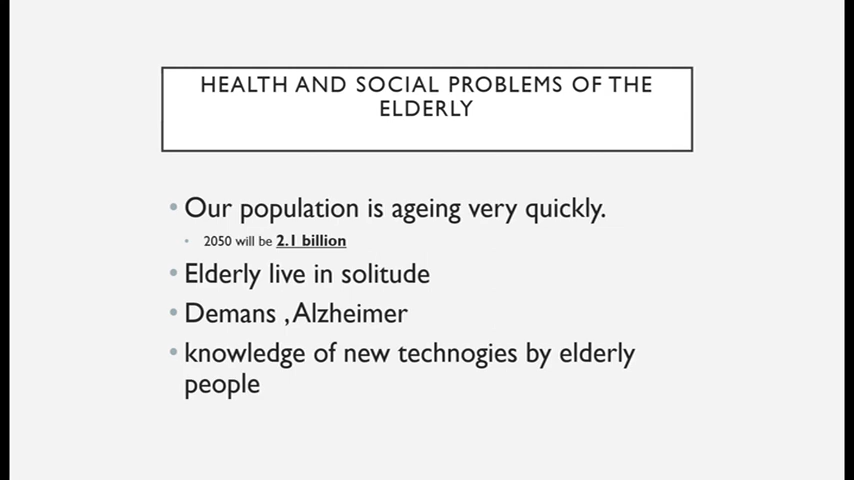 HEALTH AND SOCIAL PROBLEMS OF THE
ELDERLY
• Our population is ageing very quickly.
• 2050 will be 2.1 billion
• Elderly live in solitude
• Demans ,Alzheimer
• knowledge of new technogies by elderly
people